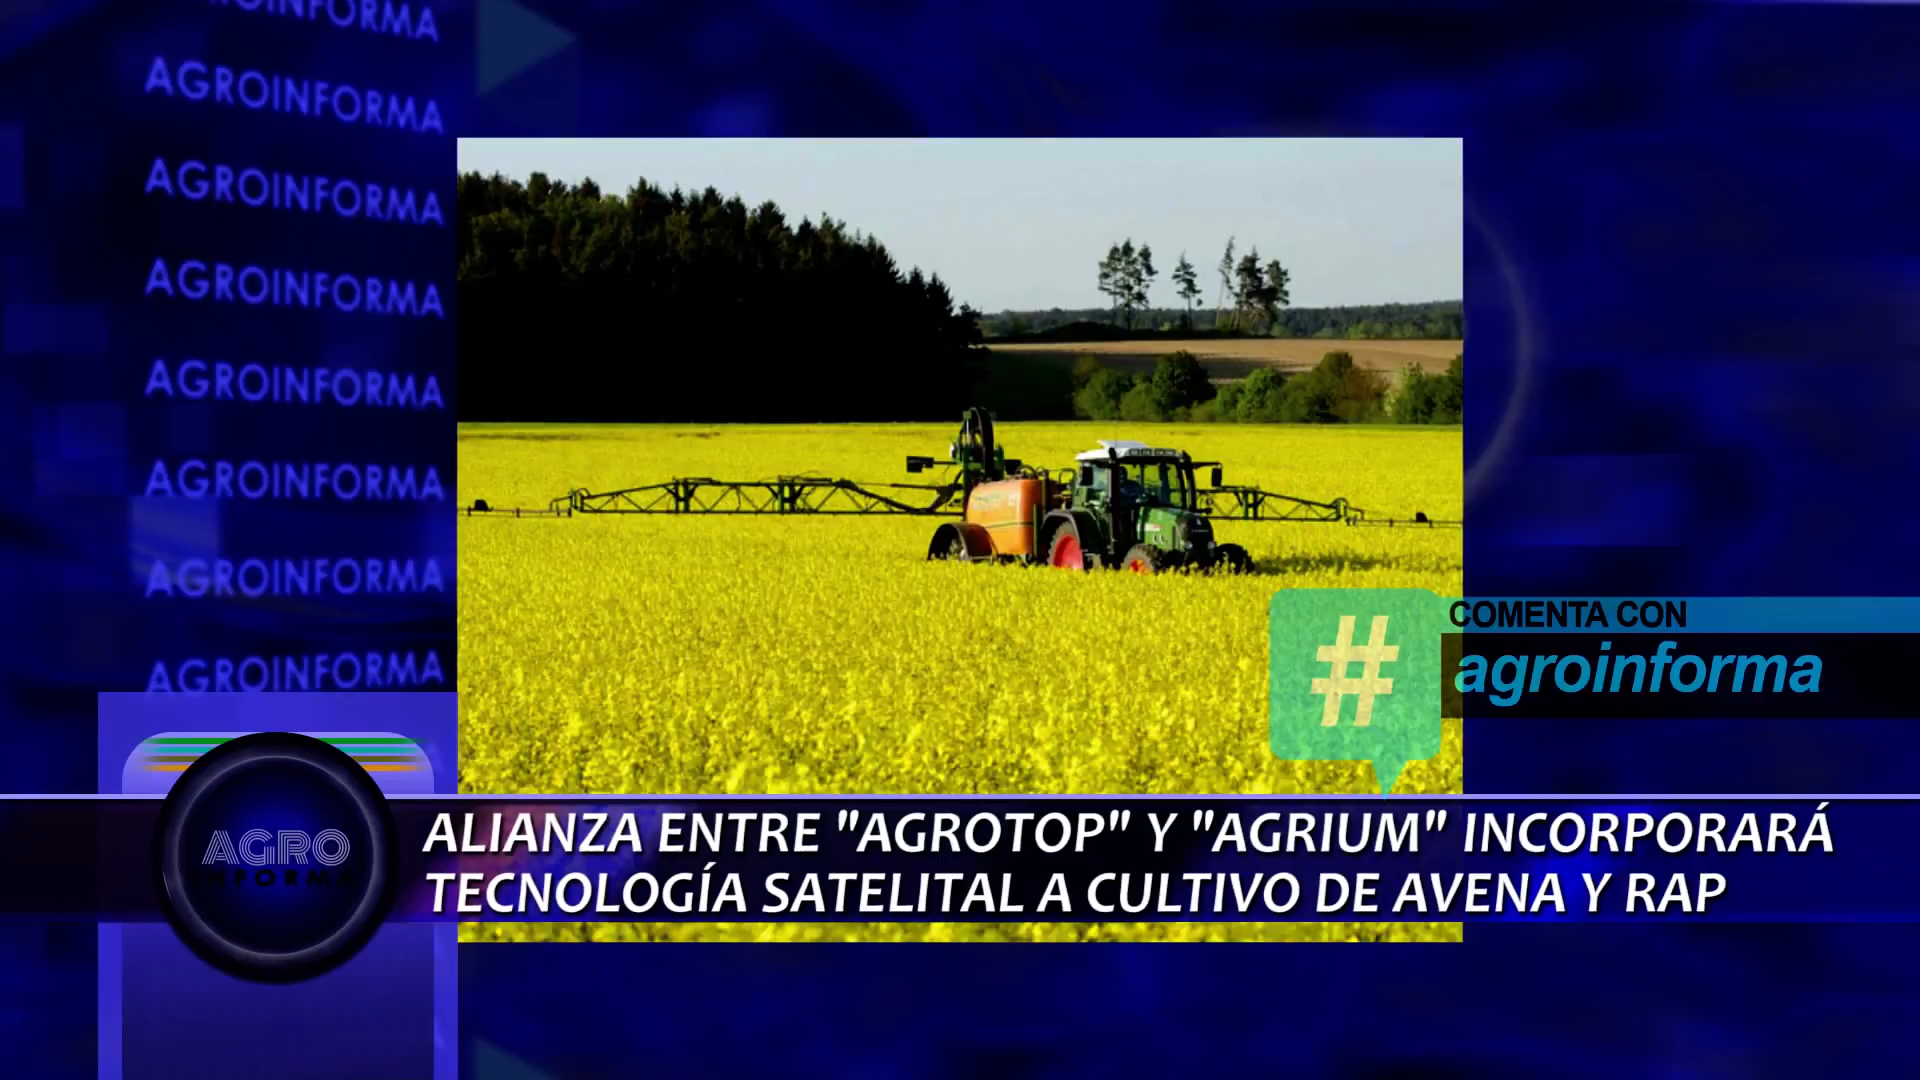 AGROINFORMA
AGROINFORMA
AGROINFORMA
AGROINFORMA
AGROINFORMA
AGROINFORMA
AGROINFORMA
#
COMENTA CON
agroinforma
AGRO
INFORMA
ALIANZA ENTRE "AGROTOP" Y "AGRIUM" INCORPORARÁ
TECNOLOGÍA SATELITAL A CULTIVO DE AVENA Y RAP